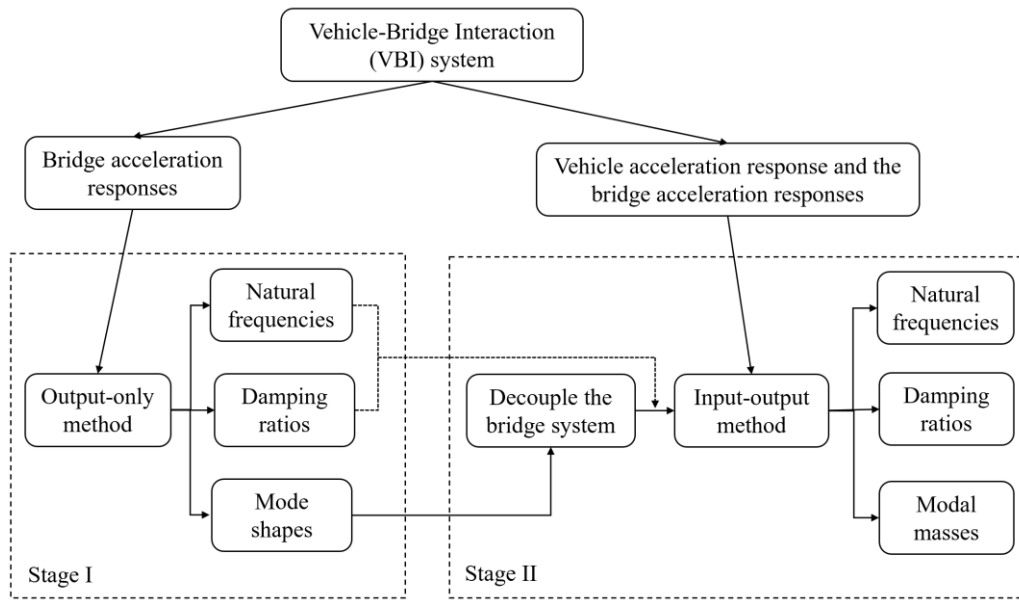 Vehicle-Bridge Interaction
(VBI) system
Bridge acceleration
responses
Vehicle acceleration response and the
bridge acceleration responses
Natural
frequencies
Output-only
method
Damping
ratios
Mode
shapes
Stage I
Decouple the
bridge system
Input-output
method
Natural
frequencies
Damping
ratios
Modal
masses
Stage II